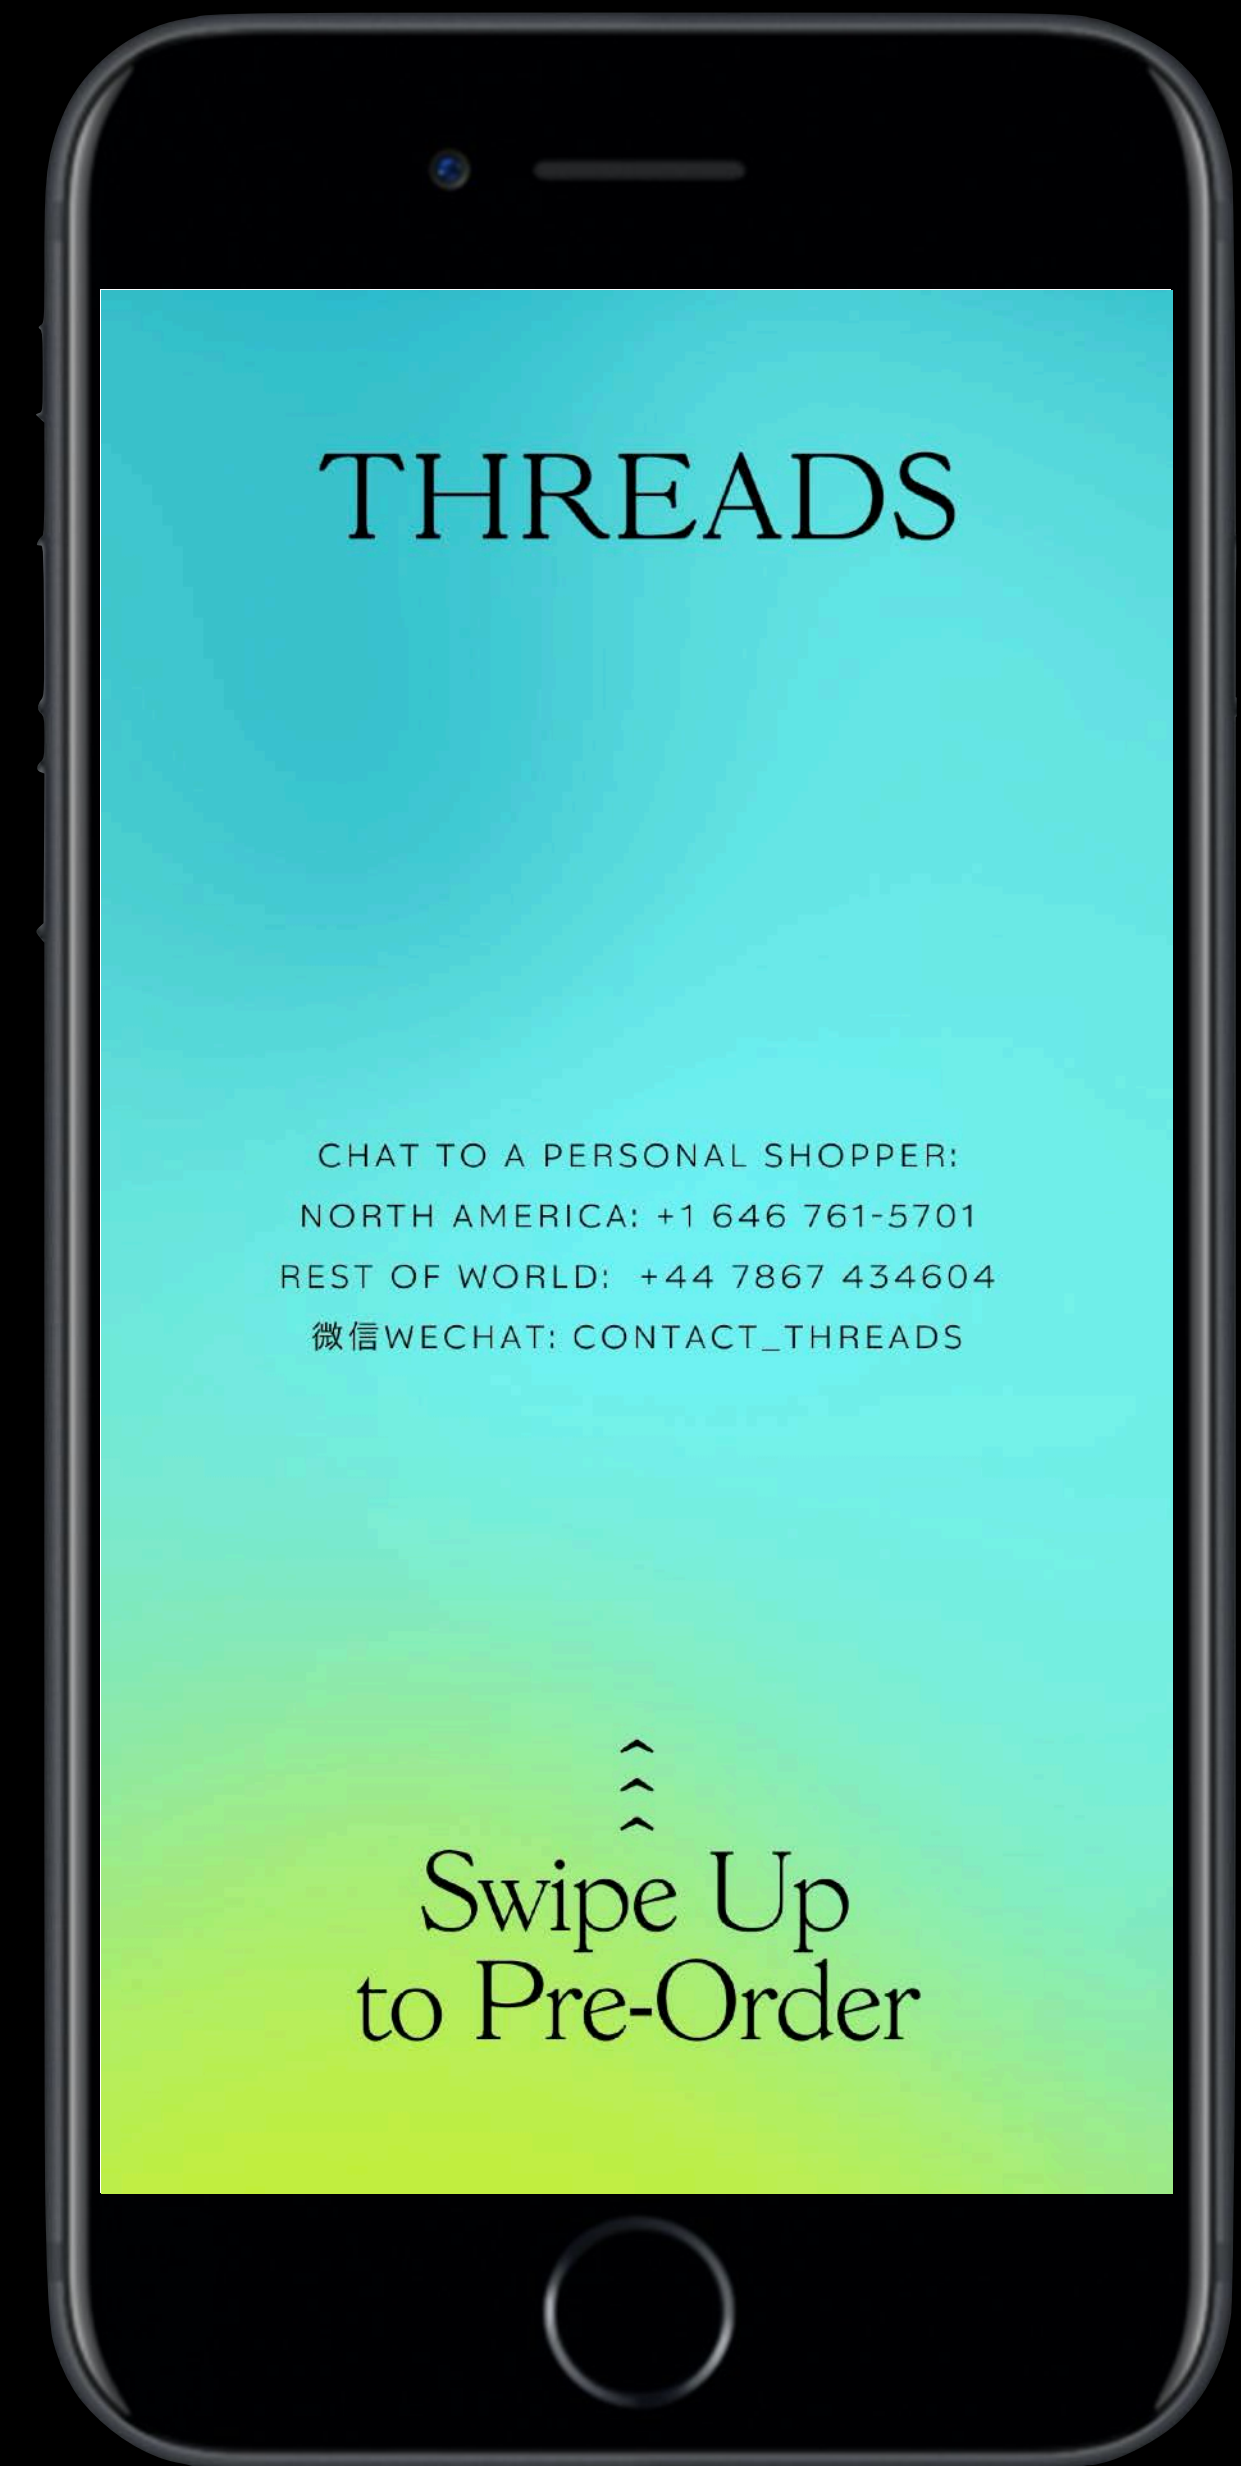 THREADS
CHAT TO A PERSONAL SHOPPER:
NORTH AMERICA: +1 646 761-5701
REST OF WORLD: +44 7867 434604
微信WECHAT: CONTACT_THREADS
Swipe Up
to Pre-Order